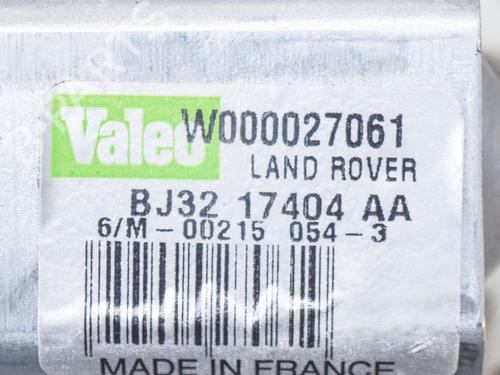 Valeo W000027061
LAND ROVER
BJ32 17404 AA
6/M-00215 054-3
MADE IN FRANCE